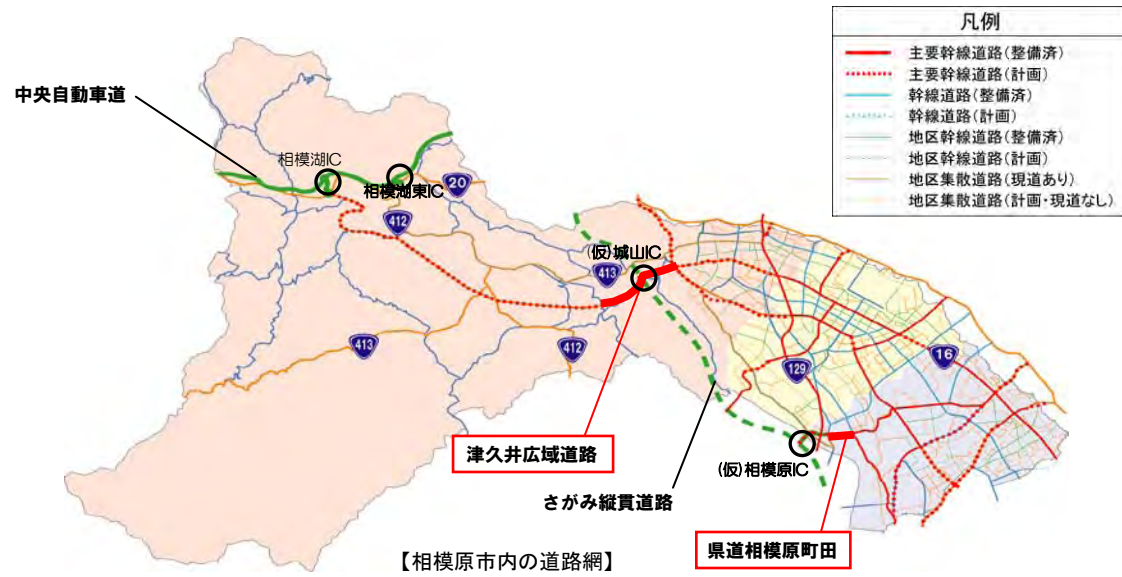 凡例
主要幹線道路(整備済)
主要幹線道路(計画)
幹線道路(整備済)
幹線道路(計画)
地区幹線道路(整備済)
地区幹線道路(計画)
地区集散道路(現道あり)
地区集散道路(計画・現道なし)
中央自動車道
相模湖IC
相模湖東IC
20
412
(仮)城山IC
413
413
412
16
129
津久井広域道路
(仮)相模原IC
さがみ縦貫道路
県道相模原町田
【相模原市内の道路網】